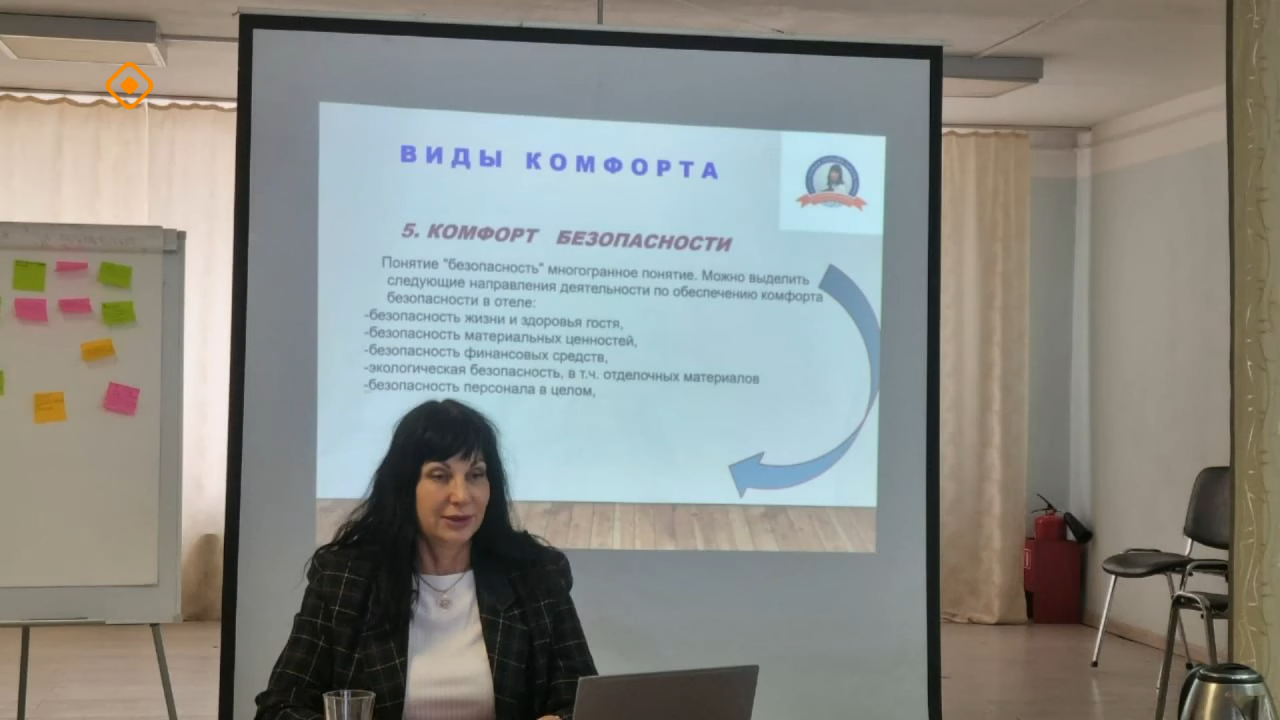 ВИДЫ КОМФОРТА
5. КОМФОРТ БЕЗОПАСНОСТИ
Понятие "безопасность" многогранное понятие. Можно выделить
следующие направления деятельности по обеспечению комфорта
безопасности в отеле:
-безопасность жизни и здоровья гостя,
-безопасность материальных ценностей,
-безопасность финансовых средств,
-экологическая безопасность, в т.ч. отделочных материалов
-безопасность персонала в целом,